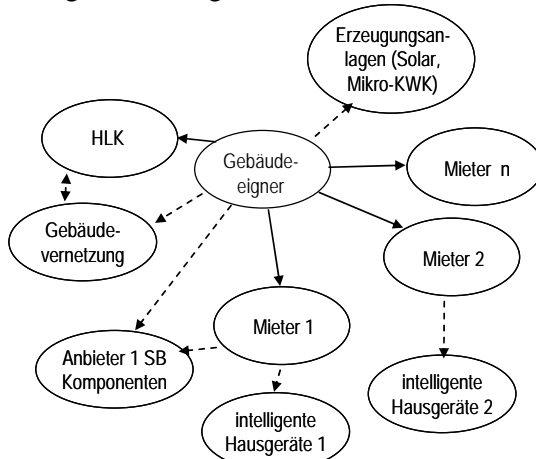 Erzeugungsan-
lagen (Solar,
Mikro-KWK)
HLK
Gebäude-
eigner
Mieter n
Gebäude-
vernetzung
Mieter 2
Mieter 1
Anbieter 1 SB
Komponenten
intelligente
Hausgeräte 2
intelligente
Hausgeräte 1